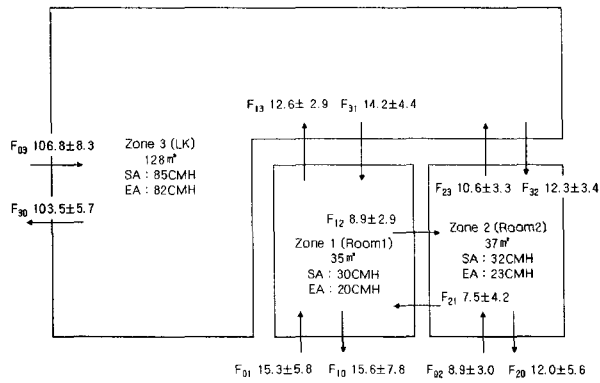 F13 12.6± 2.9 F31 14.2±4.4
F03 106.8±8.3
Zone 3 (LK)
128㎥
SA : 85CMH
EA : 82CMH
F30 103.5±5.7
F23 10.6±3.3 F32 12.3±3.4
F12 8.9±2.9
Zone 1 (Room1)
35㎥
SA : 30CMH
EA : 20CMH
Zone 2 (Room2)
37㎥
SA : 32CMH
EA : 23CMH
F21 7.5±4.2
F01 15.3±5.8 F10 15.6±7.8 F02 8.9±3.0 F20 12.0±5.6